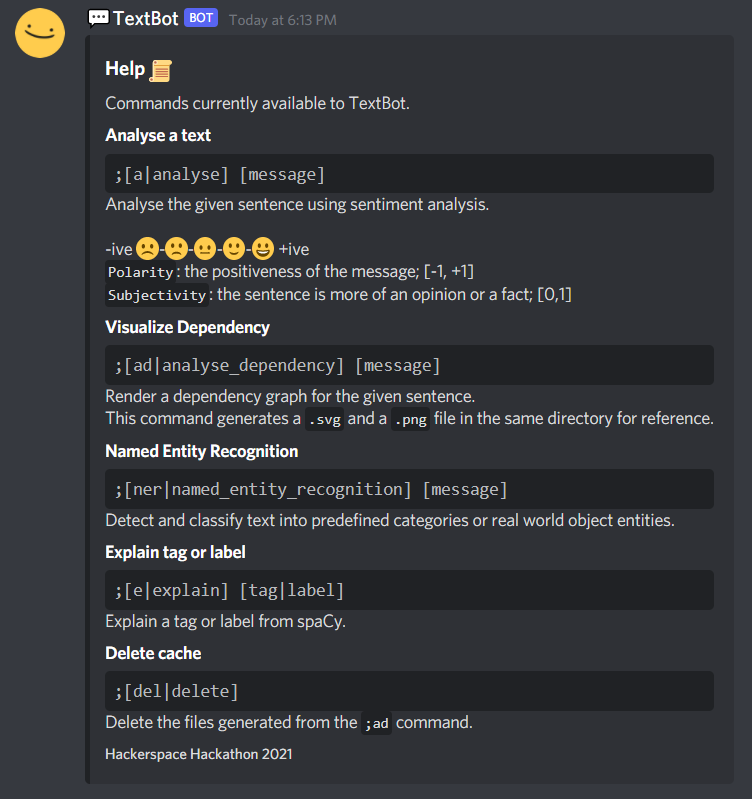 TextBot BOT Today at 6:13 PM
Help
Commands currently available to TextBot.
Analyse a text
;[a|analyse] [message]
Analyse the given sentence using sentiment analysis.
-ive 🙁-🙁-😐-🙂-😃 +ive
Polarity: the positiveness of the message; [-1, +1]
Subjectivity: the sentence is more of an opinion or a fact; [0,1]
Visualize Dependency
;[ad|analyse_dependency] [message]
Render a dependency graph for the given sentence.
This command generates a .svg and a .png file in the same directory for reference.
Named Entity Recognition
;[ner|named_entity_recognition] [message]
Detect and classify text into predefined categories or real world object entities.
Explain tag or label
;[e|explain] [tag|label]
Explain a tag or label from spaCy.
Delete cache
;[del|delete]
Delete the files generated from the ;ad command.
Hackerspace Hackathon 2021